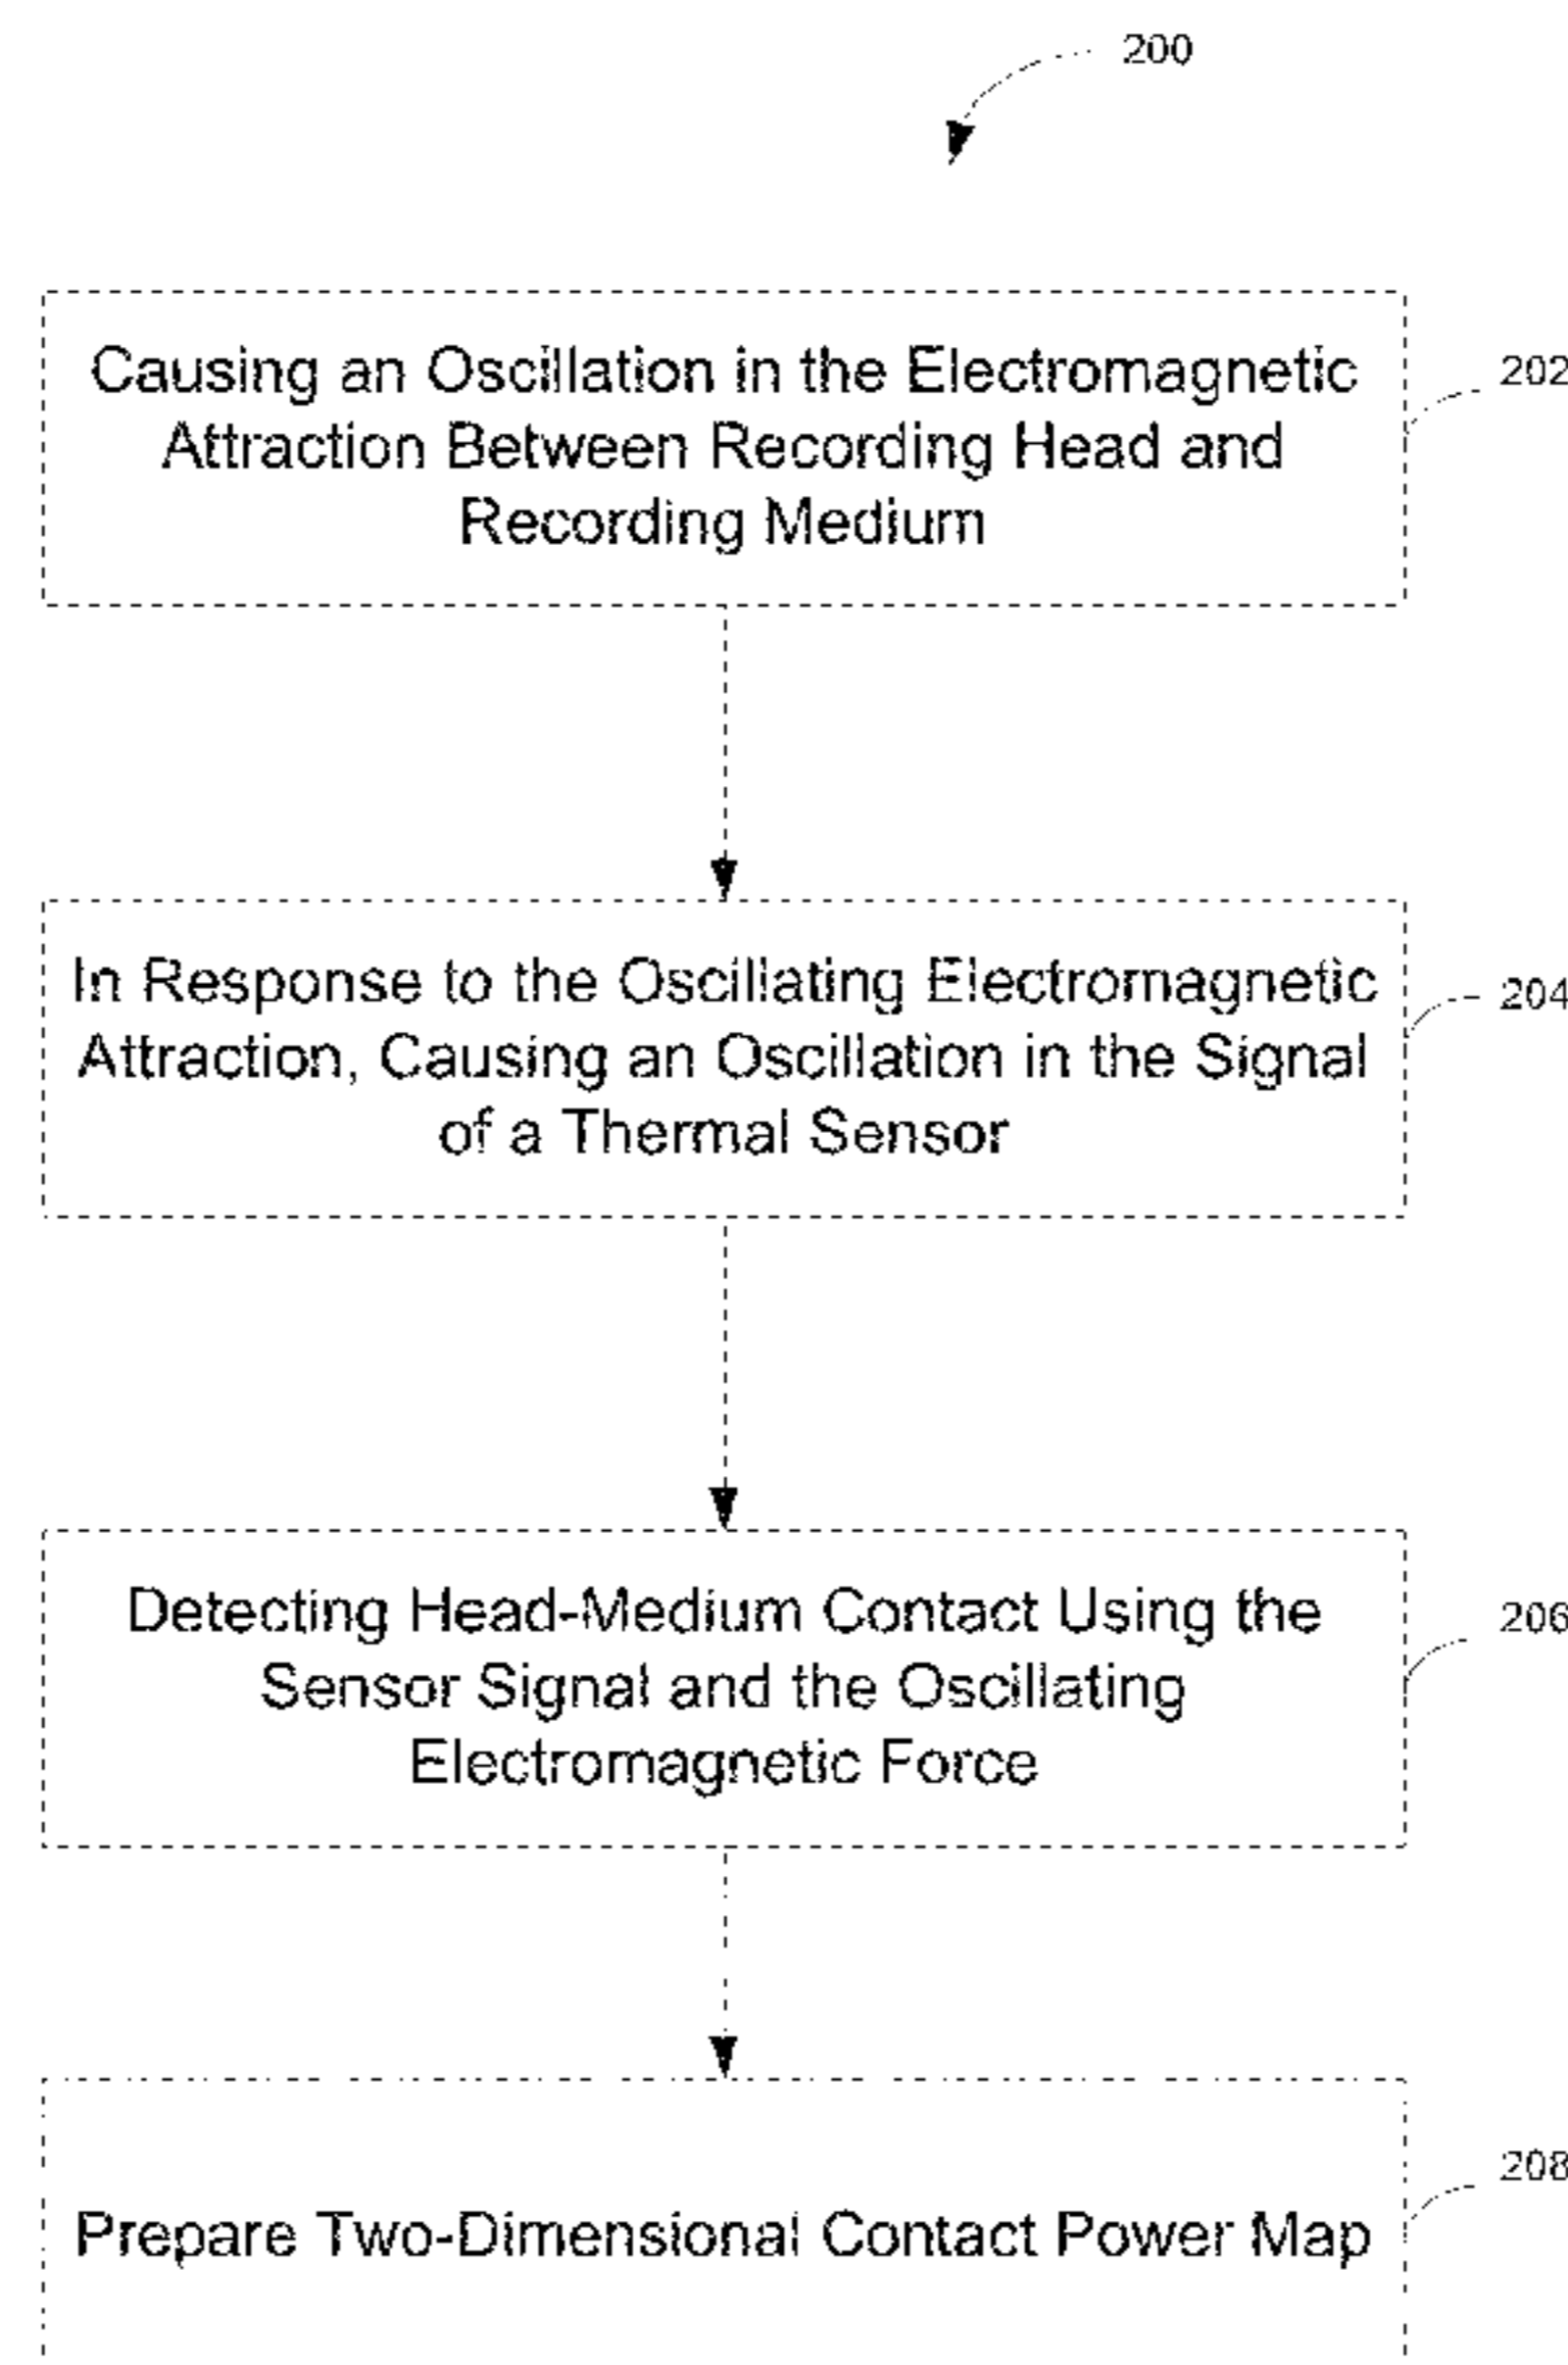 200
Causing an Oscillation in the Electromagnetic
Attraction Between Recording Head and
Recording Medium
202
In Response to the Oscillating Electromagnetic
Attraction, Causing an Oscillation in the Signal
of a Thermal Sensor
204
Detecting Head-Medium Contact Using the
Sensor Signal and the Oscillating
Electromagnetic Force
206
Prepare Two-Dimensional Contact Power Map
208